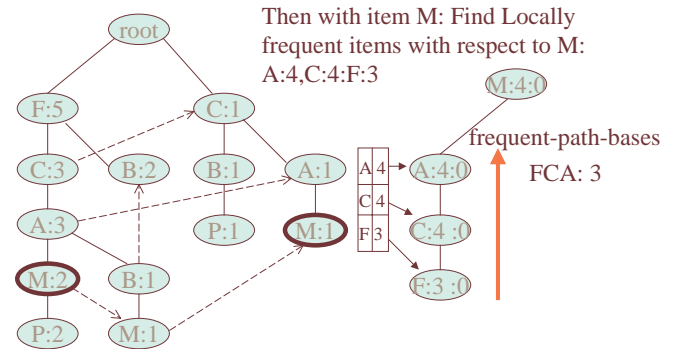 Then with item M: Find Locally
frequent items with respect to M:
A:4,C:4:F:3
root
M:4:0
F:5
C:1
frequent-path-bases
C:3
B:2
B:1
A:1
A 4
A:4:0
FCA: 3
C 4
A:3
P:1
M:1
F 3
C:4 :0
M:2
B:1
F:3 :0
P:2
M:1